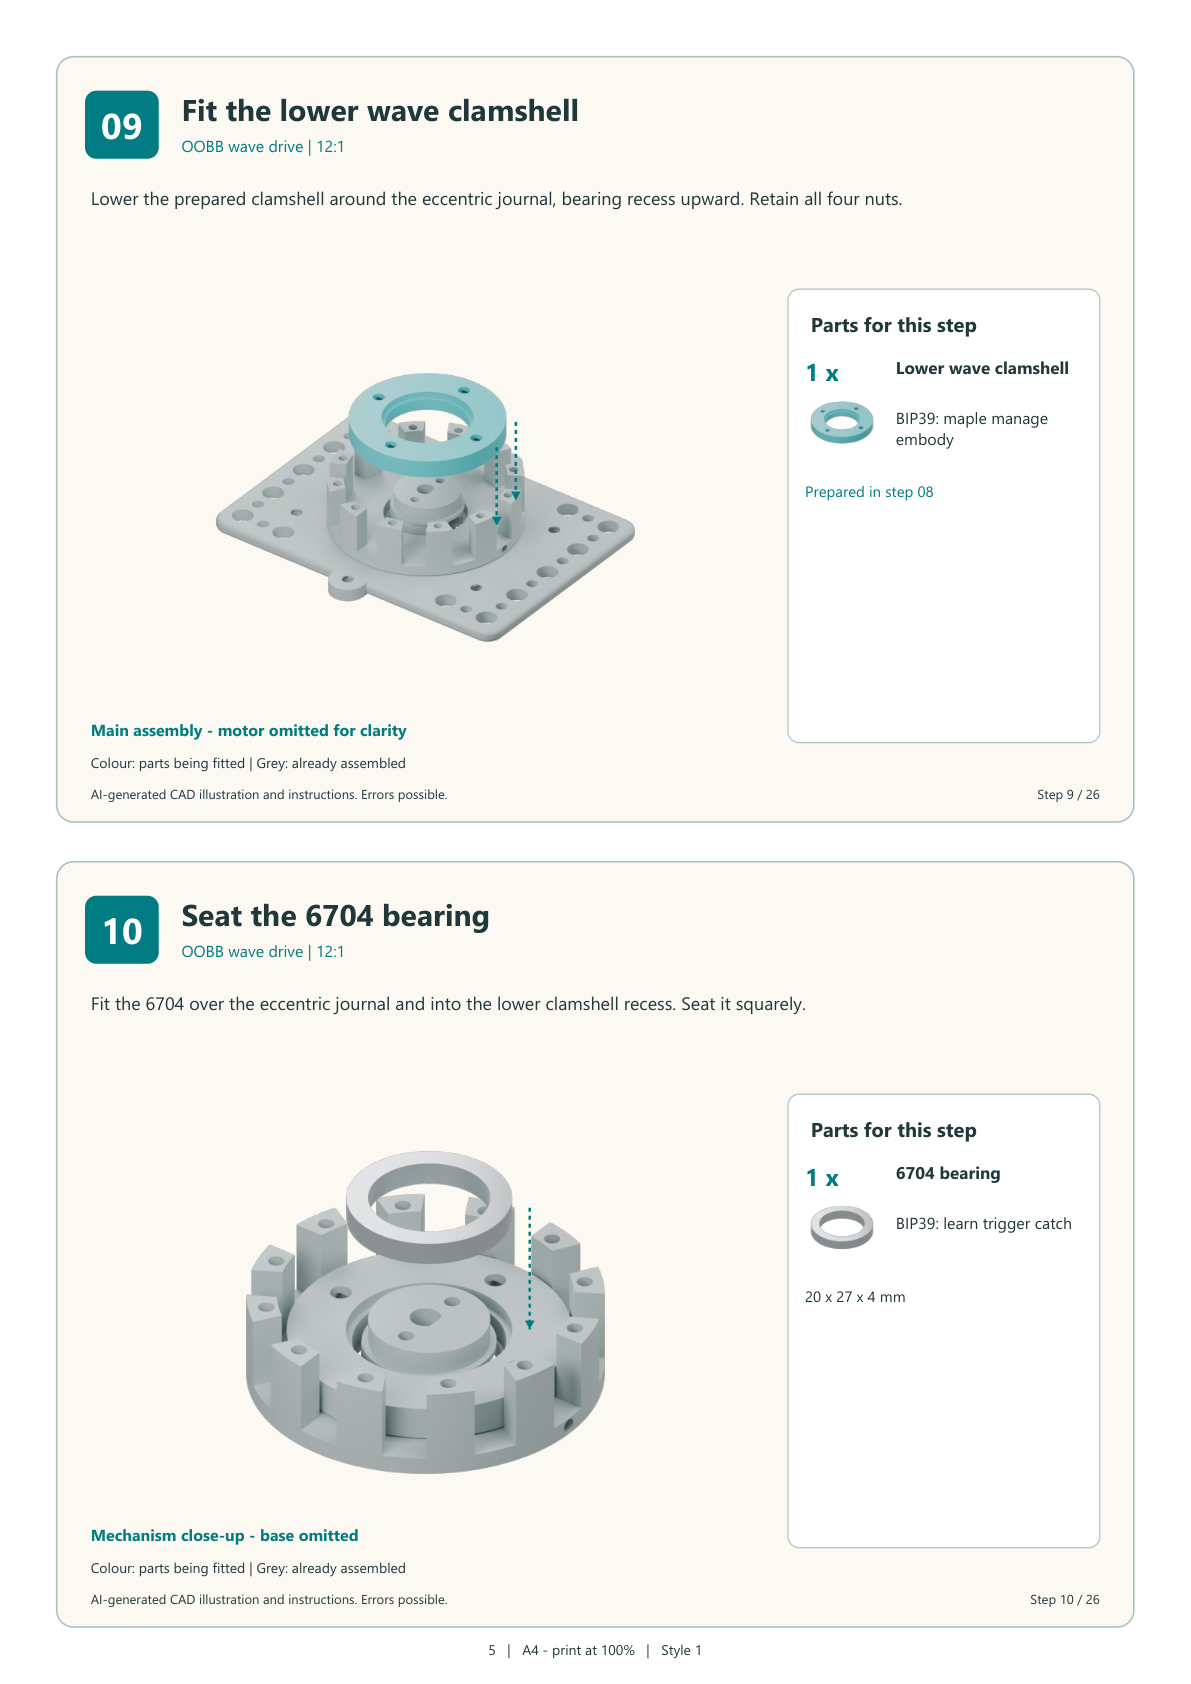 09
Fit the lower wave clamshell
OOBB wave drive | 12:1
Lower the prepared clamshell around the eccentric journal, bearing recess upward. Retain all four nuts.
Parts for this step
1 x
Lower wave clamshell
BIP39: maple manage
embody
Prepared in step 08
Main assembly - motor omitted for clarity
Colour: parts being fitted | Grey: already assembled
AI-generated CAD illustration and instructions. Errors possible.
Step 9 / 26
10
Seat the 6704 bearing
OOBB wave drive | 12:1
Fit the 6704 over the eccentric journal and into the lower clamshell recess. Seat it squarely.
Parts for this step
1 x
6704 bearing
BIP39: learn trigger catch
20 x 27 x 4 mm
Mechanism close-up - base omitted
Colour: parts being fitted | Grey: already assembled
AI-generated CAD illustration and instructions. Errors possible.
Step 10 / 26
5 | A4 - print at 100% | Style 1